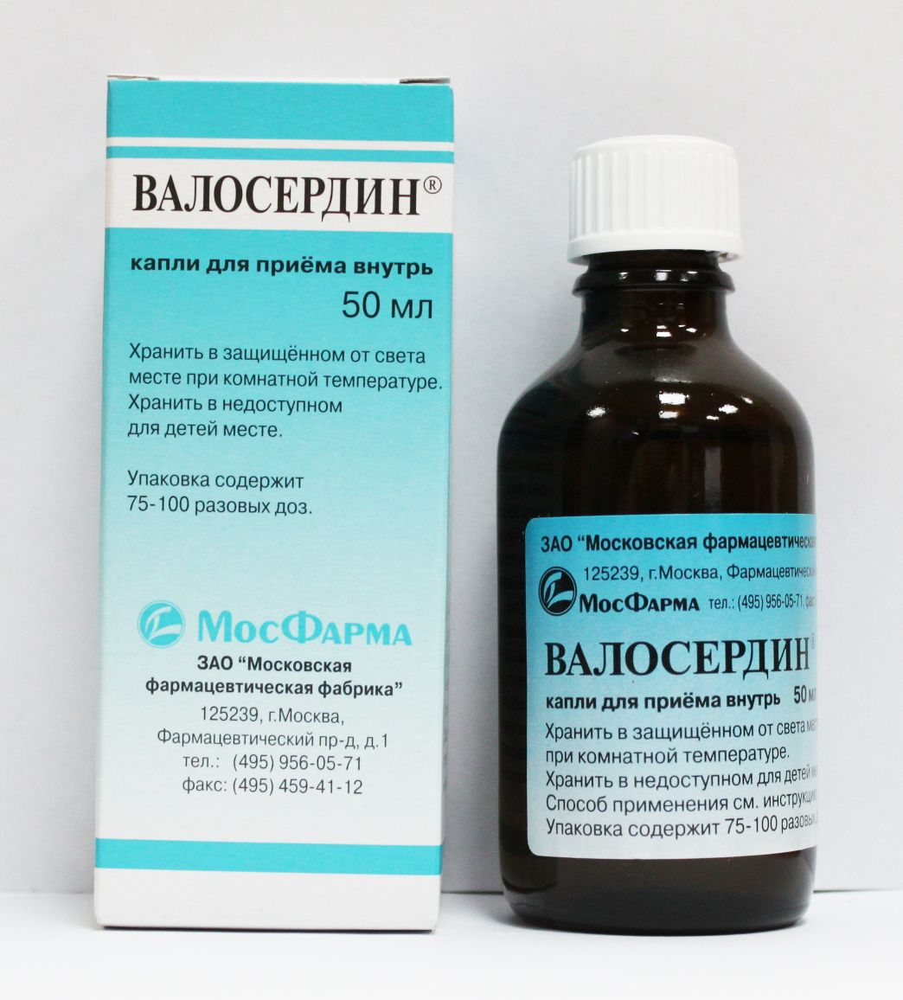 ВАЛОСЕРДИН®
капли для приёма внутрь
50 мл
Хранить в защищённом от света
месте при комнатной температуре.
Хранить в недоступном
для детей месте.
Упаковка содержит
75-100 разовых доз.
МосФарма
ЗАО “Московская
фармацевтическая фабрика”
125239, г.Москва,
Фармацевтический пр-д, д.1
тел.: (495) 956-05-71
факс: (495) 459-41-12
ЗАО “Московская фармацевтическая
125239, г.Москва, Фармацевтический
МосФарма тел.: (495) 956-05-71, факс
ВАЛОСЕРДИН®
капли для приёма внутрь 50 мл
Хранить в защищённом от света
при комнатной температуре.
Хранить в недоступном для детей
Способ применения см.
Упаковка содержит 75-100